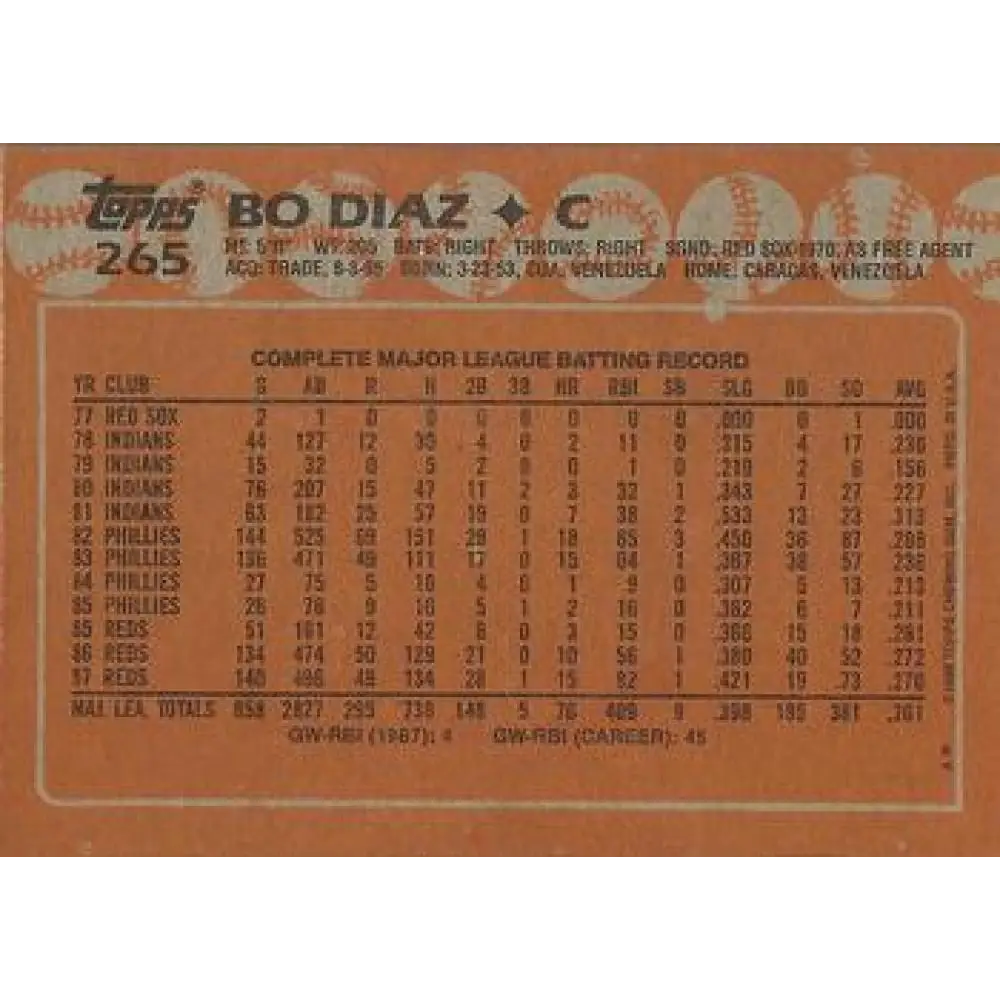 topps® BO DIAZ ✦ C
265 HT: 5'11" WT: 205 BATS: RIGHT THROWS: RIGHT SGND: RED SOX-1970, AS FREE AGENT
ACQ: TRADE, 8-8-85 BORN: 3-23-53, CUA, VENEZUELA HOME: CARACAS, VENEZUELA
COMPLETE MAJOR LEAGUE BATTING RECORD
YR CLUB G AB R H 2B 3B HR RBI SB SLG BB SO AVG
77 RED SOX 2 1 0 0 0 0 0 0 0 .000 0 1 .000
78 INDIANS 44 127 12 30 4 0 2 11 0 .315 4 17 .236
79 INDIANS 15 32 0 5 2 0 0 1 0 .219 2 6 .156
80 INDIANS 76 207 15 47 11 2 3 32 1 .343 7 27 .227
81 INDIANS 63 182 25 57 19 0 7 38 2 .533 13 23 .313
82 PHILLIES 144 525 69 151 29 1 18 85 3 .450 36 87 .288
83 PHILLIES 136 471 49 111 17 0 15 64 1 .367 38 57 .236
84 PHILLIES 27 75 5 16 4 0 1 9 0 .307 5 13 .213
85 PHILLIES 26 76 9 16 5 1 2 16 0 .382 6 7 .211
85 REDS 51 161 12 42 8 0 3 15 0 .366 15 18 .261
86 REDS 134 474 50 129 21 0 10 56 1 .380 40 52 .272
87 REDS 140 496 49 134 28 1 15 82 1 .421 19 73 .270
MAJ. LEA. TOTALS 858 2827 295 738 148 5 76 409 9 .398 185 381 .261
GW-RBI (1987): 4 GW-RBI (CAREER): 45